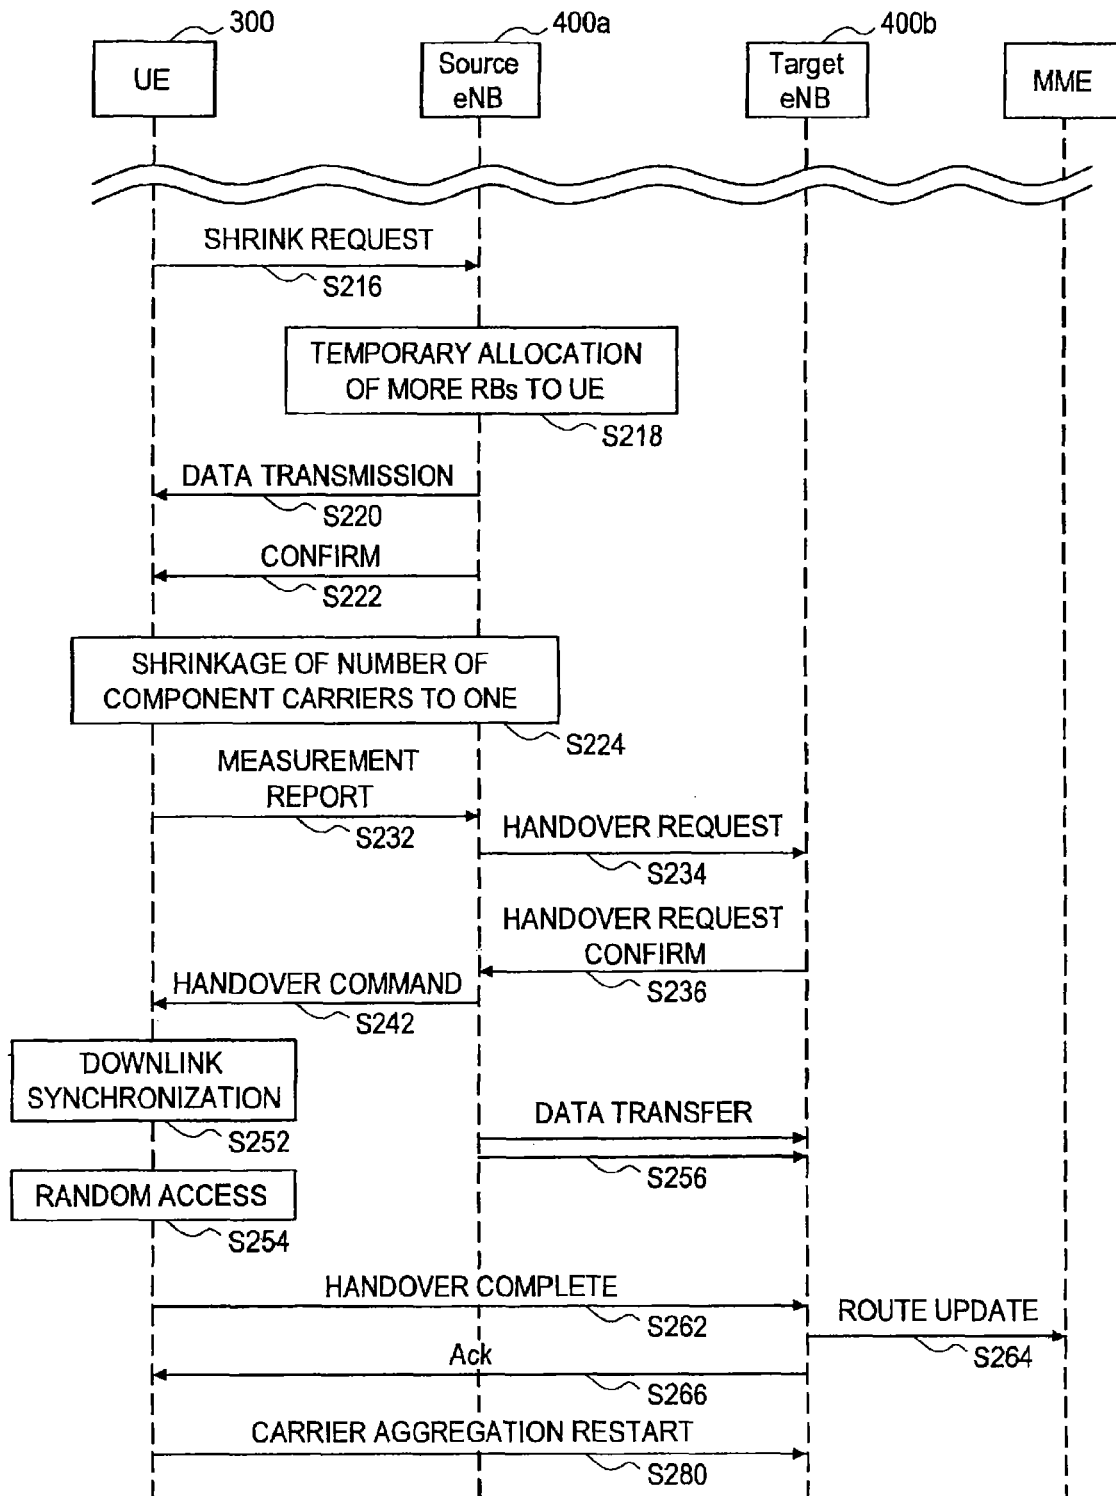 300
400a
400b
UE
Source
eNB
Target
eNB
MME
SHRINK REQUEST
S216
TEMPORARY ALLOCATION
OF MORE RBs TO UE
S218
DATA TRANSMISSION
S220
CONFIRM
S222
SHRINKAGE OF NUMBER OF
COMPONENT CARRIERS TO ONE
S224
MEASUREMENT
REPORT
S232
HANDOVER REQUEST
S234
HANDOVER REQUEST
CONFIRM
S236
HANDOVER COMMAND
S242
DOWNLINK
SYNCHRONIZATION
S252
DATA TRANSFER
S256
RANDOM ACCESS
S254
HANDOVER COMPLETE
S262
ROUTE UPDATE
S264
Ack
S266
CARRIER AGGREGATION RESTART
S280